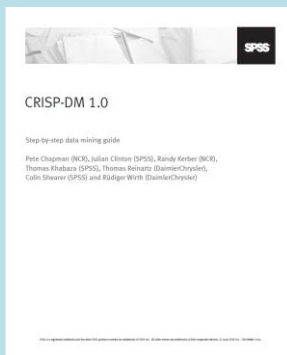 SPSS
CRISP-DM 1.0
Step-by-step data mining guide
Pete Chapman (NCR), Julian Clinton (SPSS), Randy Kerber (NCR),
Thomas Khabaza (SPSS), Thomas Reinartz (DaimlerChrysler),
Colin Shearer (SPSS) and Rüdiger Wirth (DaimlerChrysler)